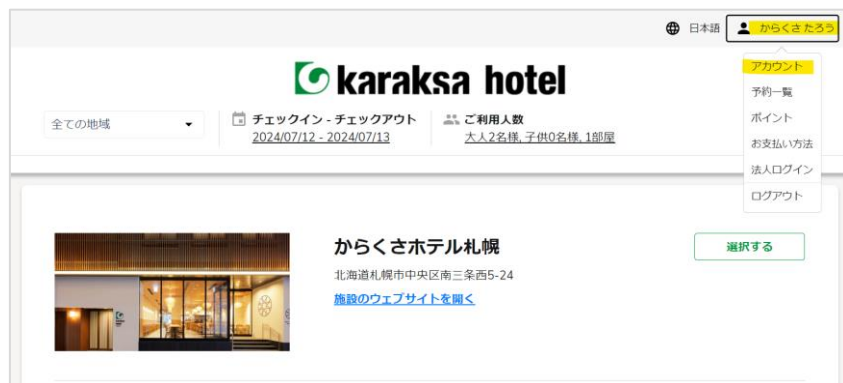 日本語 からくさ たろう
アカウント
予約一覧
ポイント
お支払い方法
法人ログイン
ログアウト
karaksa hotel
全ての地域
チェックイン - チェックアウト
2024/07/12 - 2024/07/13
ご利用人数
大人2名様, 子供0名様, 1部屋
からくさホテル札幌
選択する
北海道札幌市中央区南三条西5-24
施設のウェブサイトを開く